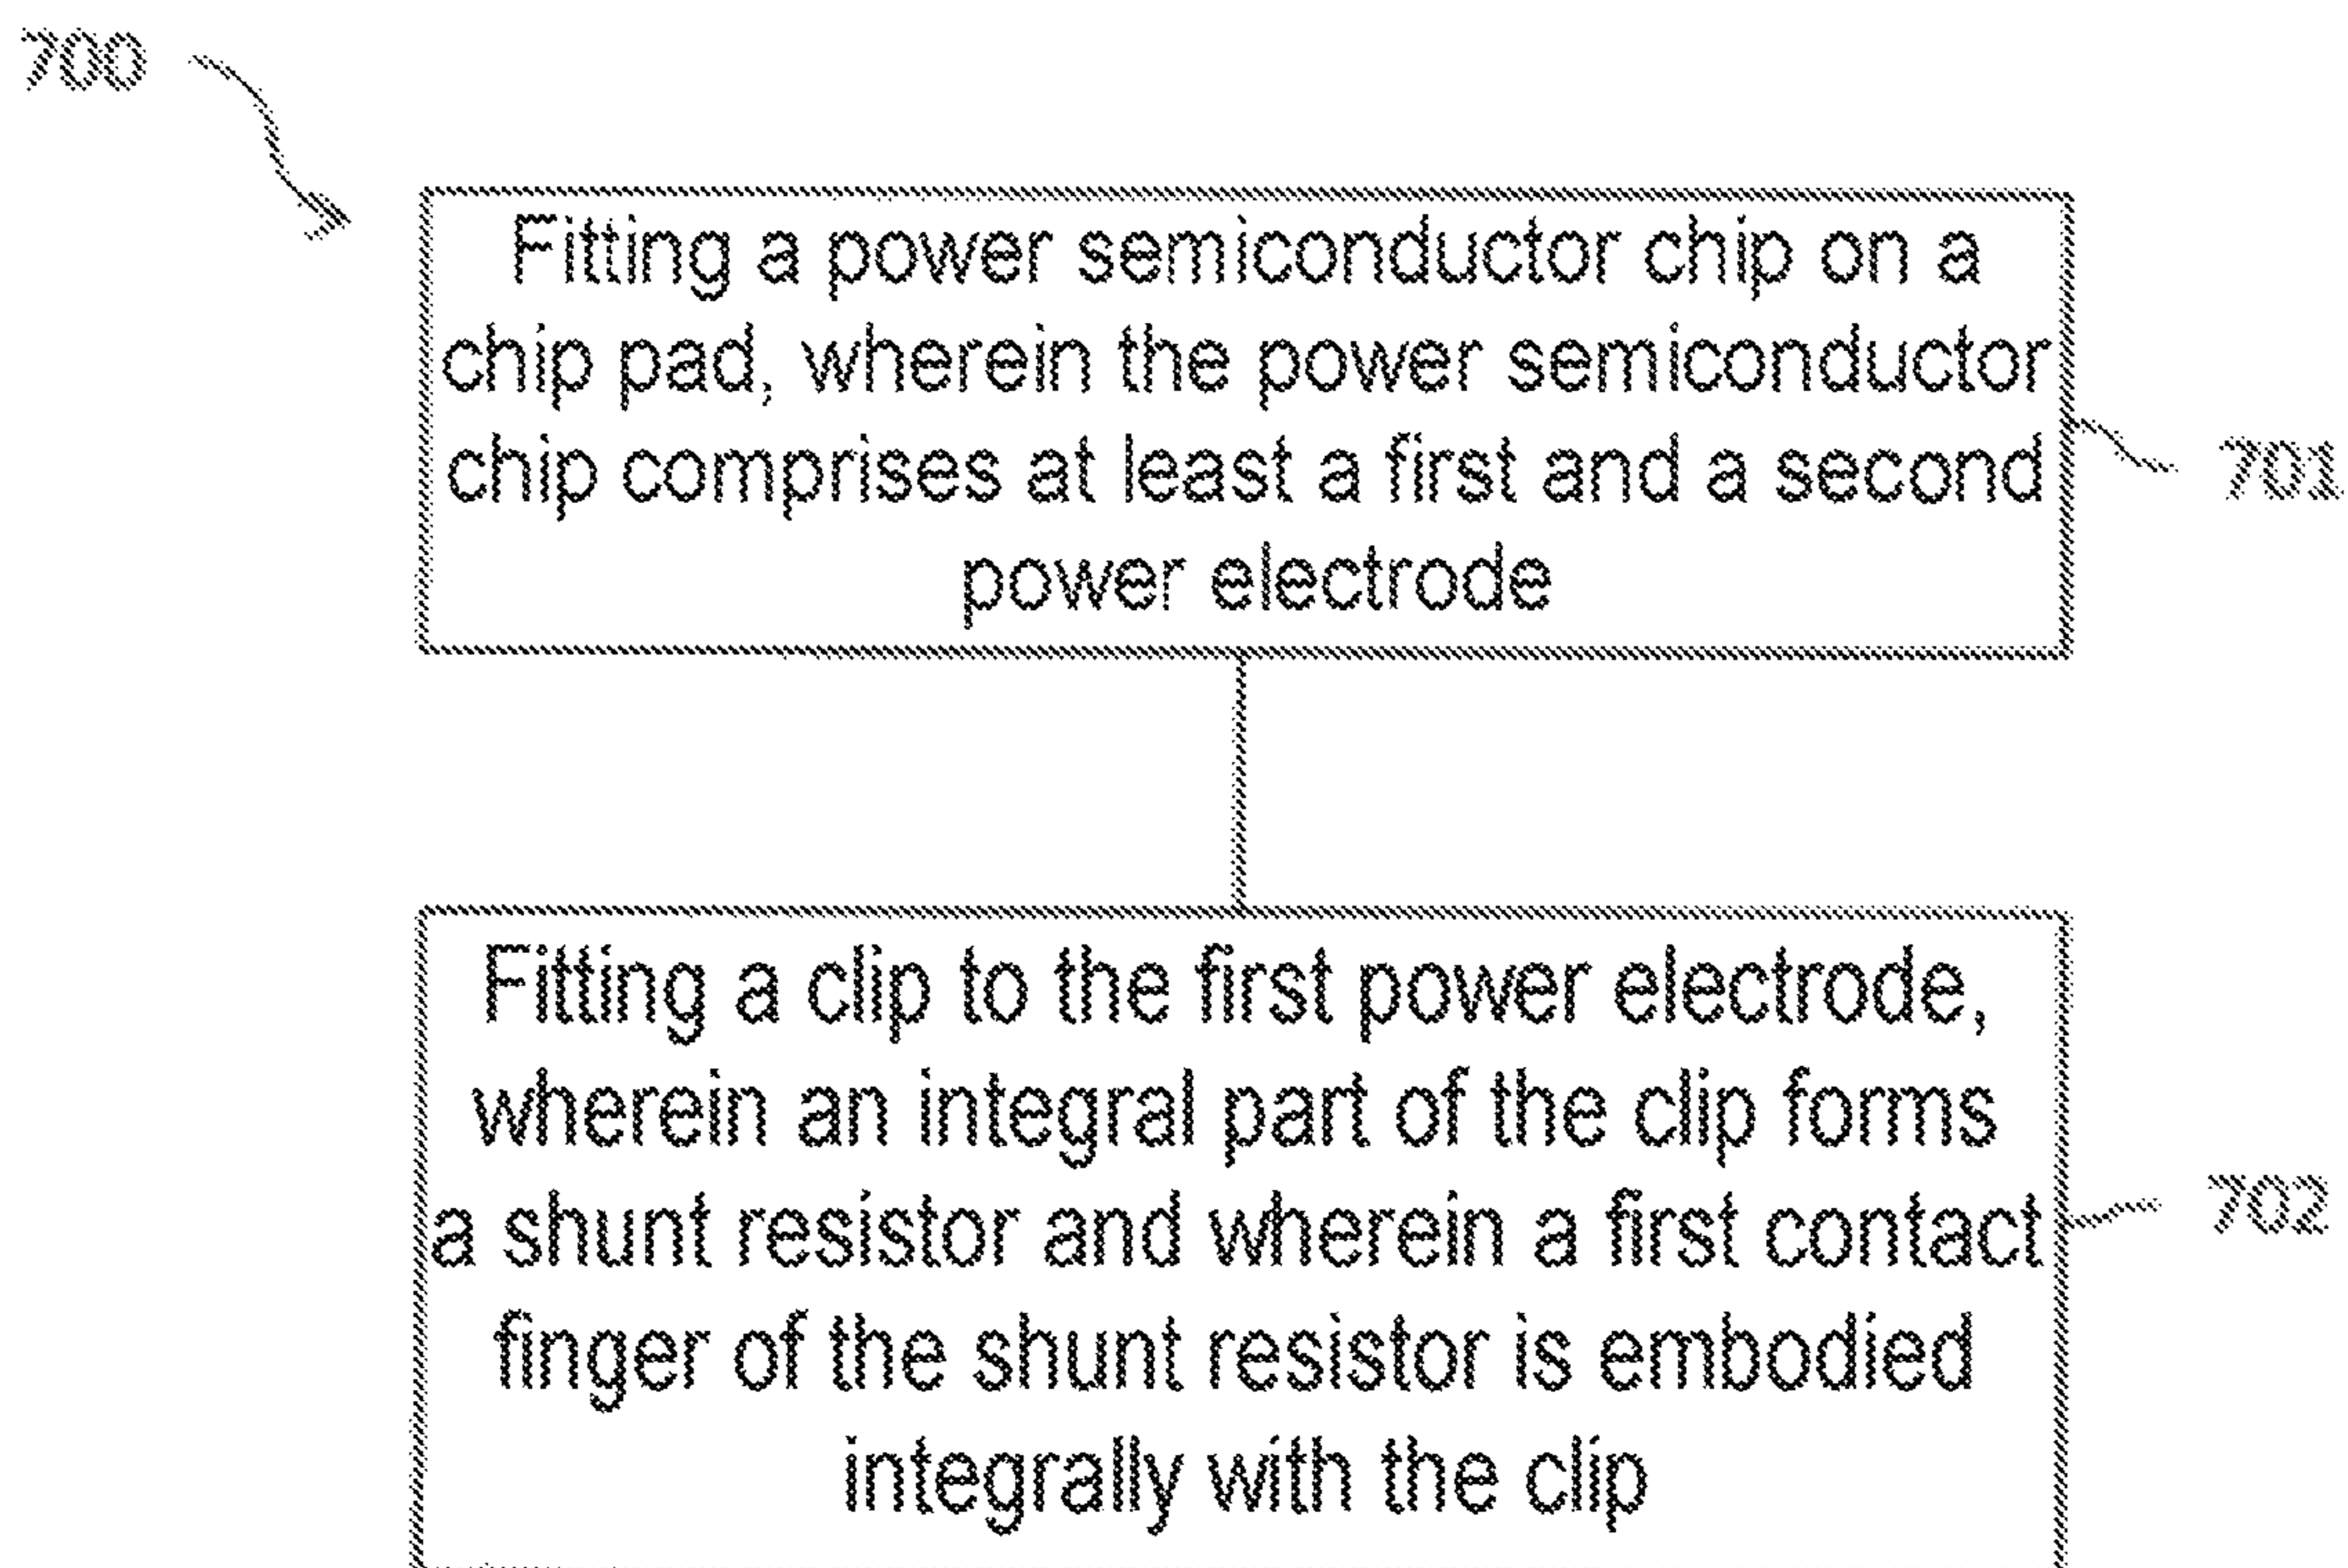 700
Fitting a power semiconductor chip on a
chip pad, wherein the power semiconductor
chip comprises at least a first and a second
power electrode
701
Fitting a clip to the first power electrode,
wherein an integral part of the clip forms
a shunt resistor and wherein a first contact
finger of the shunt resistor is embodied
integrally with the clip
702